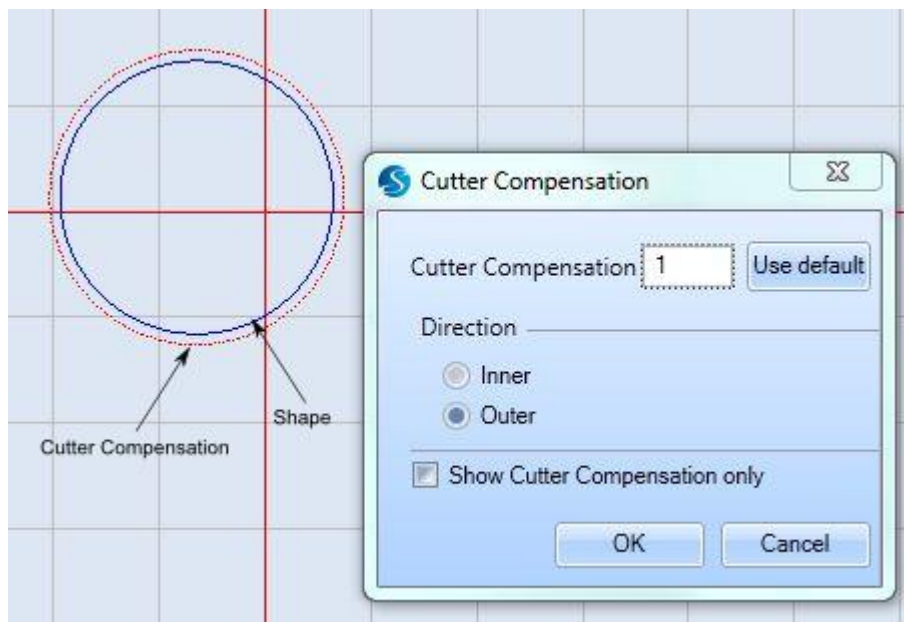 Cutter Compensation
Cutter Compensation 1 Use default
Direction
Inner
Outer
Show Cutter Compensation only
OK Cancel
Shape
Cutter Compensation